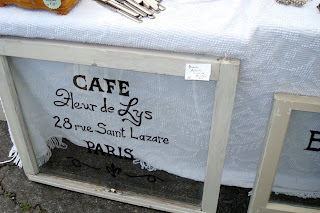 CAFE
Fleur de Lys
28 rue Saint Lazare
PARIS